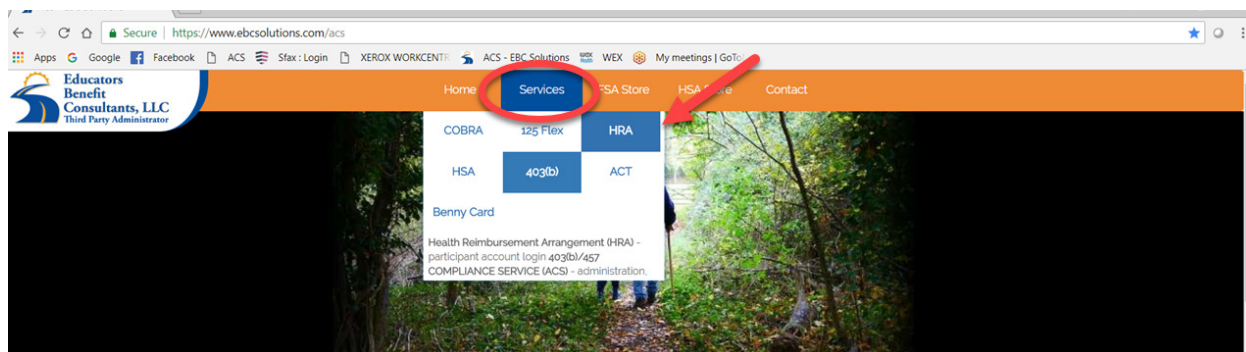 Secure | https://www.ebcsolutions.com/acs
Apps G Google Facebook ACS Sfax : Login XEROX WORKCENTR ACS - EBC Solutions WEX My meetings | GoTo
Educators
Benefit
Consultants, LLC
Third Party Administrator
Home Services FSA Store HSA Store Contact
COBRA 125 Flex HRA
HSA 403(b) ACT
Benny Card
Health Reimbursement Arrangement (HRA) -
participant account login 403(b)/457
COMPLIANCE SERVICE (ACS) - administration,